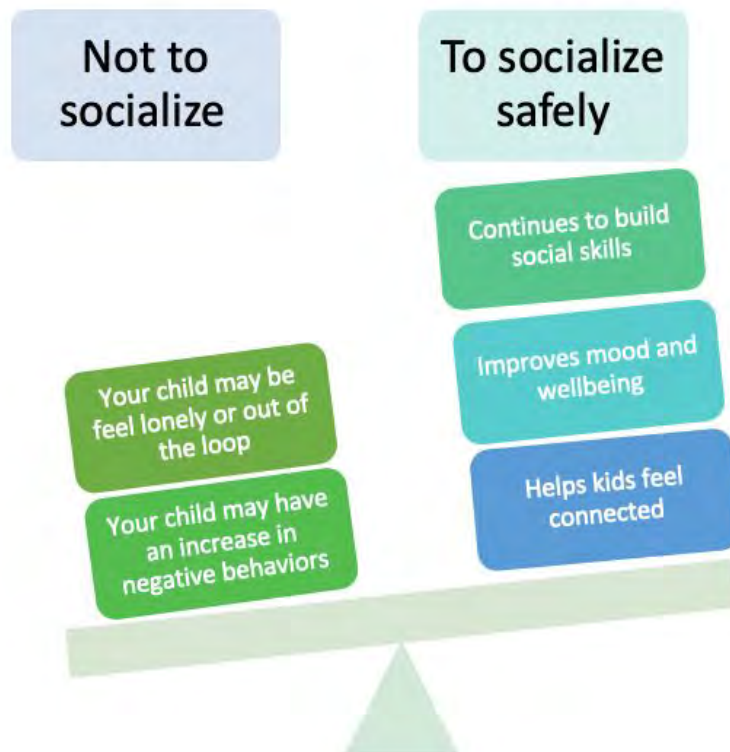 Not to
socialize
To socialize
safely
Continues to build
social skills
Improves mood and
wellbeing
Helps kids feel
connected
Your child may be
feel lonely or out of
the loop
Your child may have
an increase in
negative behaviors